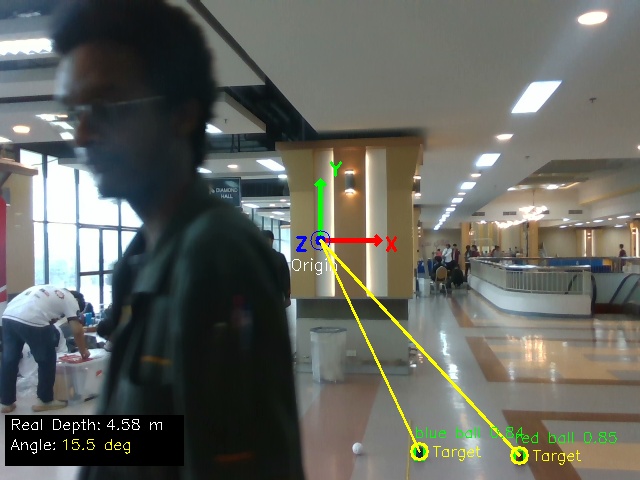 DIAMOND
HALL
Y
Z
X
Origin
Real Depth: 4.58 m
Angle: 15.5 deg
blue ball 0.84
red ball 0.85
Target
Target